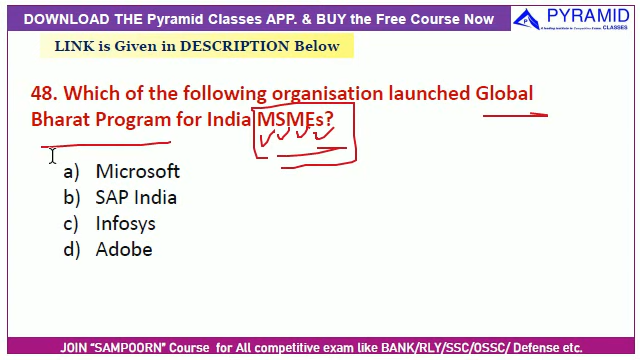 DOWNLOAD THE Pyramid Classes APP. & BUY the Free Course Now
PYRAMID
CLASSES
LINK is Given in DESCRIPTION Below
48. Which of the following organisation launched Global
Bharat Program for India MSMEs?
a) Microsoft
b) SAP India
c) Infosys
d) Adobe
JOIN "SAMPOORN" Course for All competitive exam like BANK/RLY/SSC/OSSC/ Defense etc.